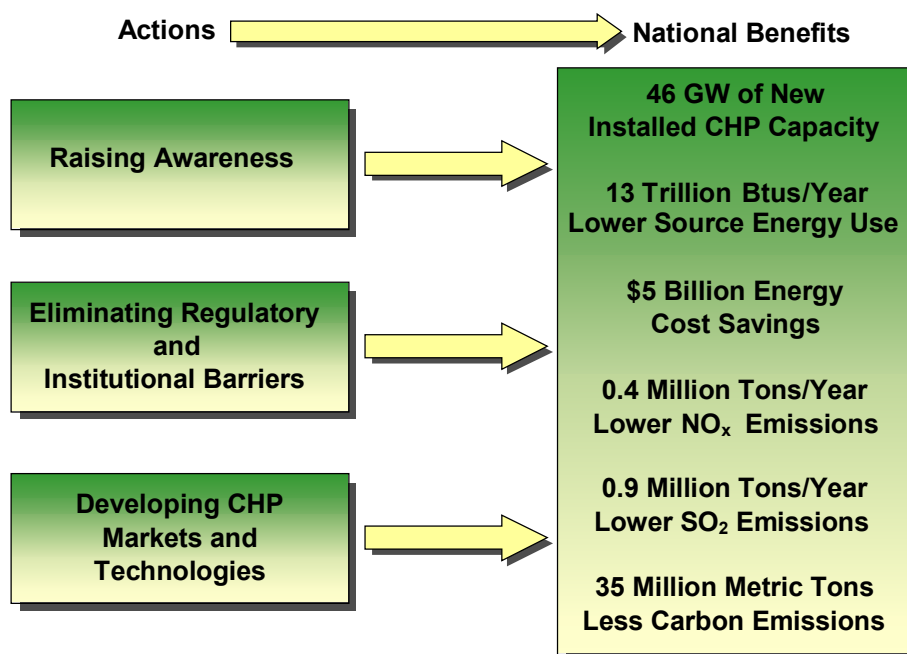 Actions
National Benefits
Raising Awareness
Eliminating Regulatory
and
Institutional Barriers
Developing CHP
Markets and
Technologies
46 GW of New
Installed CHP Capacity
13 Trillion Btus/Year
Lower Source Energy Use
$5 Billion Energy
Cost Savings
0.4 Million Tons/Year
Lower NOₓ Emissions
0.9 Million Tons/Year
Lower SO₂ Emissions
35 Million Metric Tons
Less Carbon Emissions